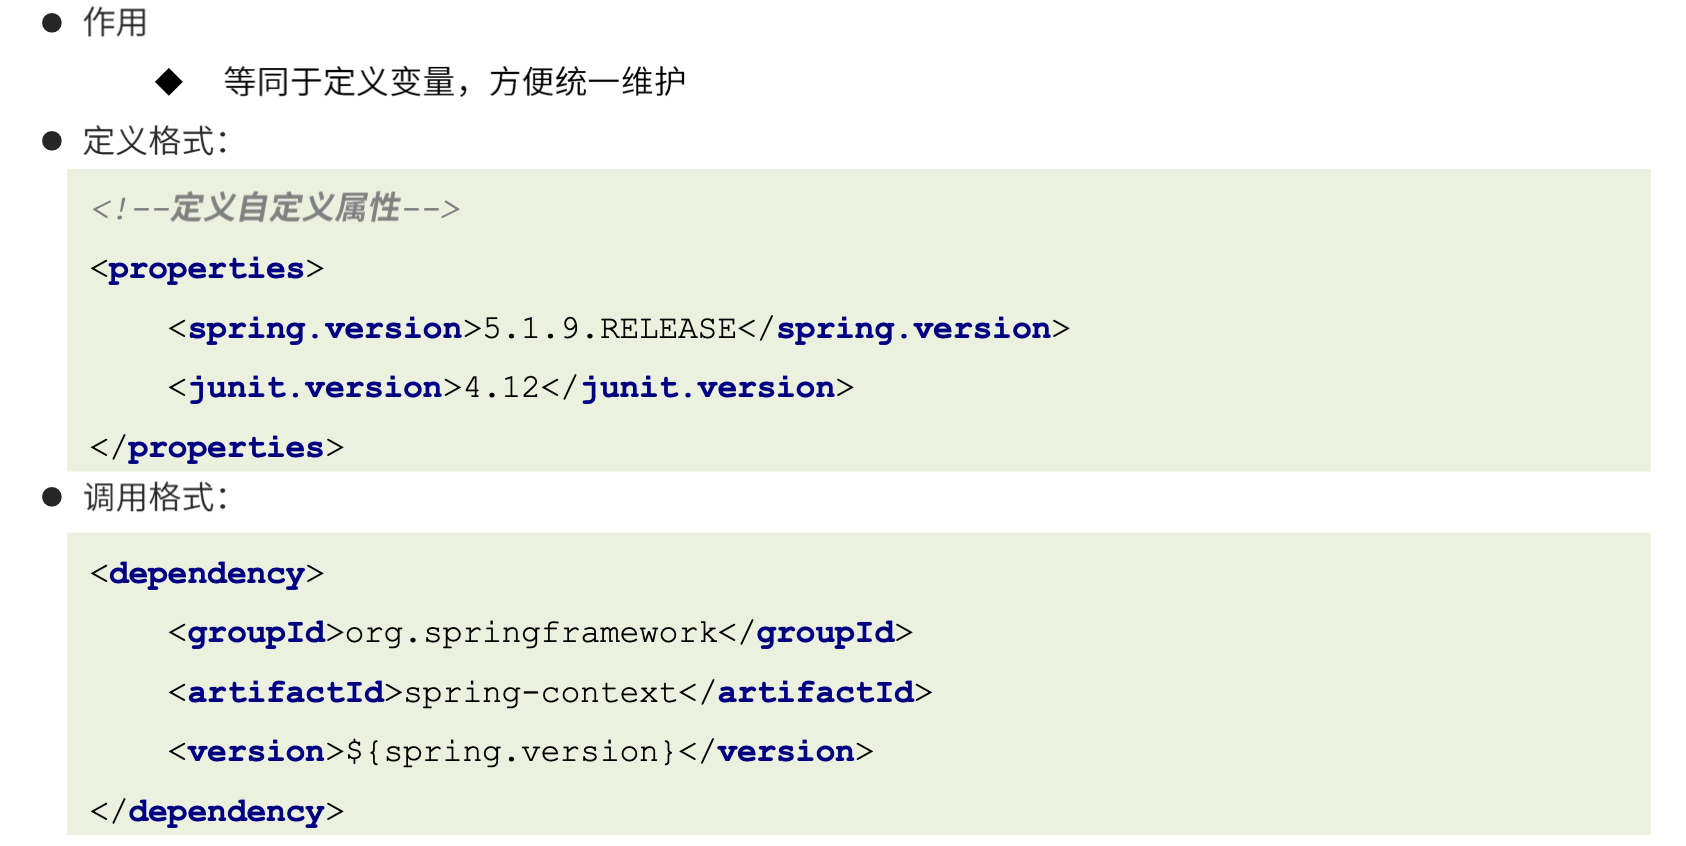 ● 作用
◆ 等同于定义变量，方便统一维护
● 定义格式：
<!--定义自定义属性-->
<properties>
    <spring.version>5.1.9.RELEASE</spring.version>
    <junit.version>4.12</junit.version>
</properties>
● 调用格式：
<dependency>
    <groupId>org.springframework</groupId>
    <artifactId>spring-context</artifactId>
    <version>${spring.version}</version>
</dependency>